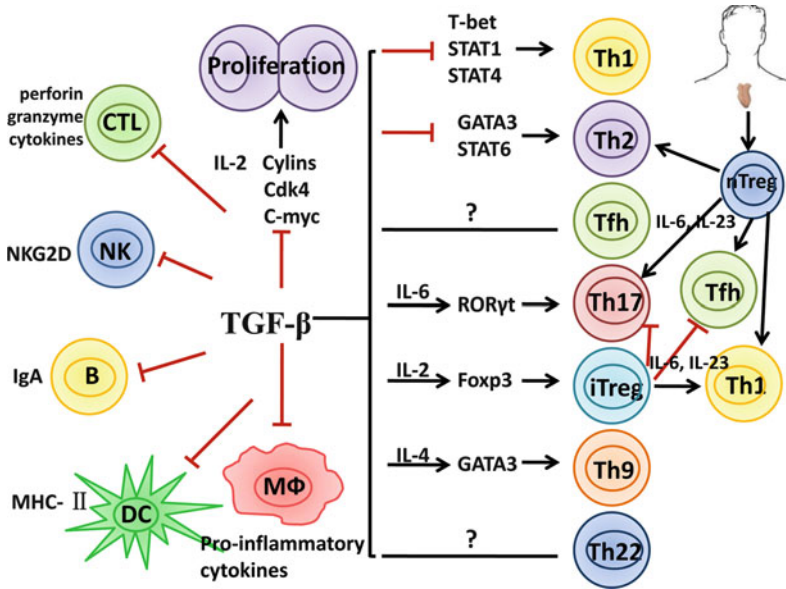 Proliferation
perforin
granzyme
cytokines
CTL
IL-2
Cylins
Cdk4
C-myc
NKG2D
NK
TGF-β
IgA
B
MHC-Ⅱ
DC
MΦ
Pro-inflammatory
cytokines
T-bet
STAT1
STAT4
Th1
GATA3
STAT6
Th2
?
Tfh
IL-6
RORγt
Th17
IL-2
Foxp3
iTreg
IL-4
GATA3
Th9
?
Th22
nTreg
IL-6, IL-23
Tfh
IL-6, IL-23
Th1